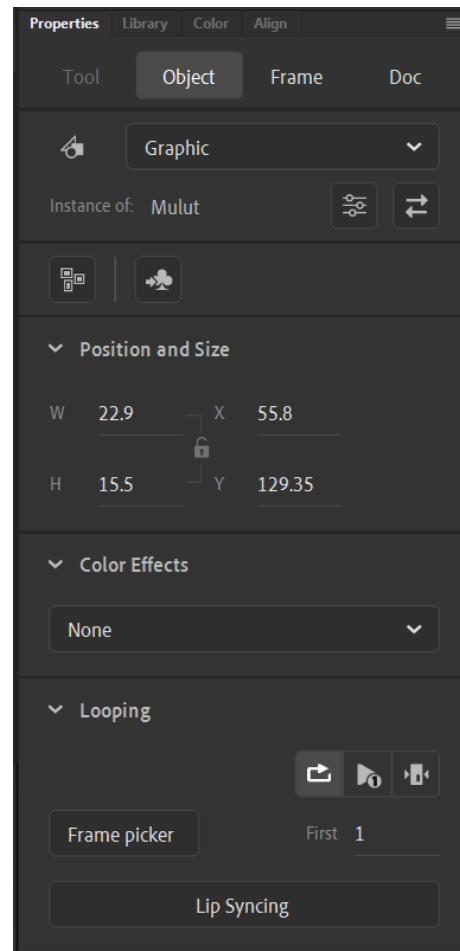 Properties Library Color Align
Tool Object Frame Doc
Graphic
Instance of: Mulut
Position and Size
W 22.9 X 55.8
H 15.5 Y 129.35
Color Effects
None
Looping
1
Frame picker First 1
Lip Syncing